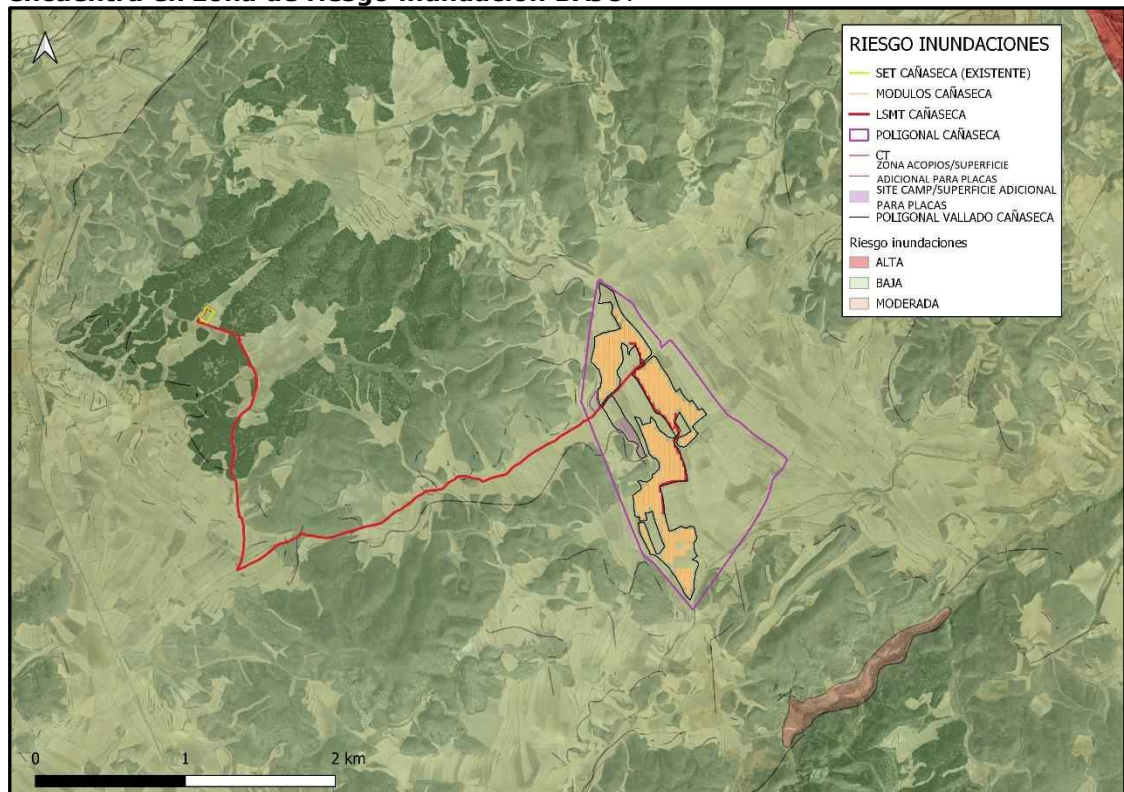 encuentra en zona de riesgo inundación BAJO.
RIESGO INUNDACIONES
SET CAÑASECA (EXISTENTE)
MODULOS CAÑASECA
LSMT CAÑASECA
POLIGONAL CAÑASECA
CT
ZONA ACOPIOS/SUPERFICIE
ADICIONAL PARA PLACAS
SITE CAMP/SUPERFICIE ADICIONAL
PARA PLACAS
POLIGONAL VALLADO CAÑASECA
Riesgo inundaciones
ALTA
BAJA
MODERADA
0 1 2 km